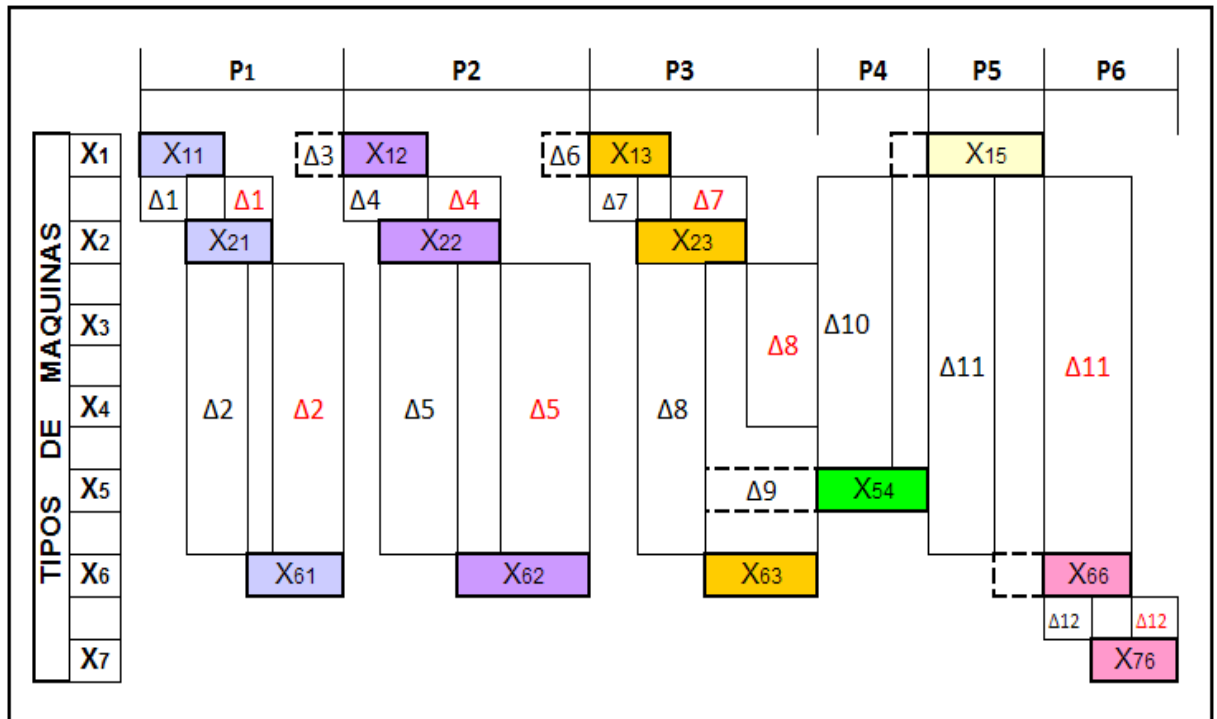 P1 P2 P3 P4 P5 P6
TIPOS DE MAQUINAS
X1 X11 Δ3 X12 Δ6 X13 X15
Δ1 Δ1 Δ4 Δ4 Δ7 Δ7
X2 X21 X22 X23
X3 Δ10
Δ8 Δ11 Δ11
X4 Δ2 Δ2 Δ5 Δ5 Δ8
X5 Δ9 X54
X6 X61 X62 X63 X66
Δ12 Δ12
X7 X76